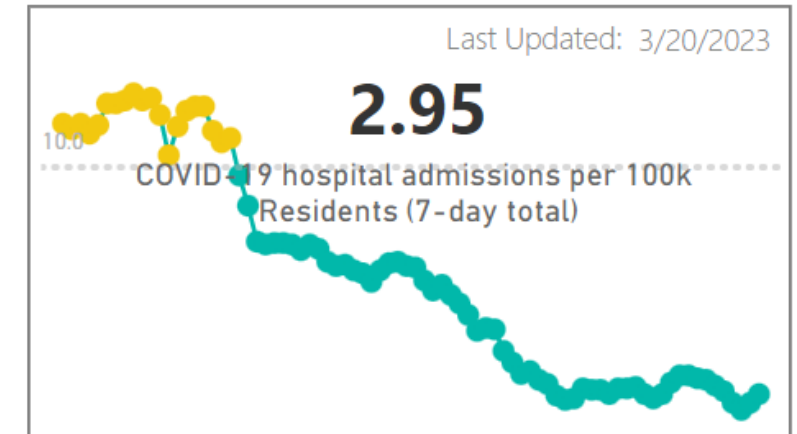 Last Updated: 3/20/2023
2.95
10.0
COVID-19 hospital admissions per 100k
Residents (7-day total)